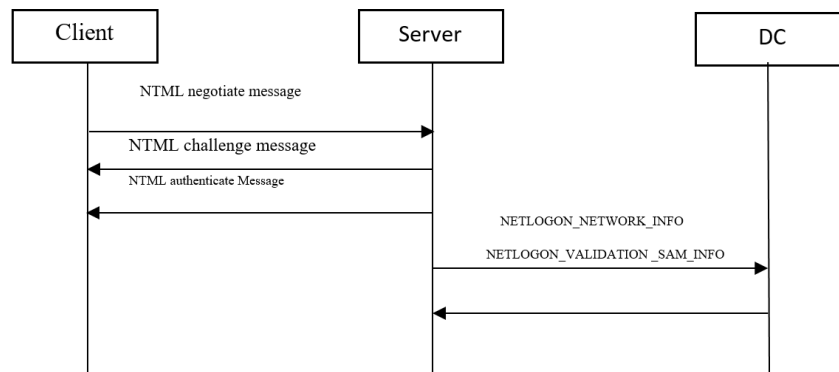 Client
Server
DC
NTML negotiate message
NTML challenge message
NTML authenticate Message
NETLOGON_NETWORK_INFO
NETLOGON_VALIDATION _SAM_INFO